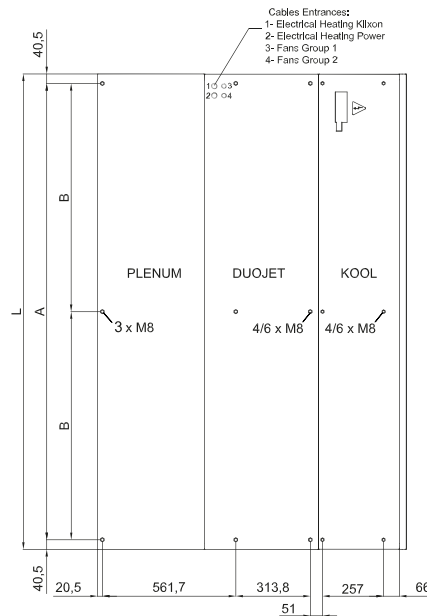 Cables Entrances:
1- Electrical Heating Klixon
2- Electrical Heating Power
3- Fans Group 1
4- Fans Group 2
40,5
1 3
2 4
B
PLENUM
DUOJET
KOOL
L
A
3 x M8
4/6 x M8
4/6 x M8
B
40,5
20,5
561,7
313,8
51
257
66